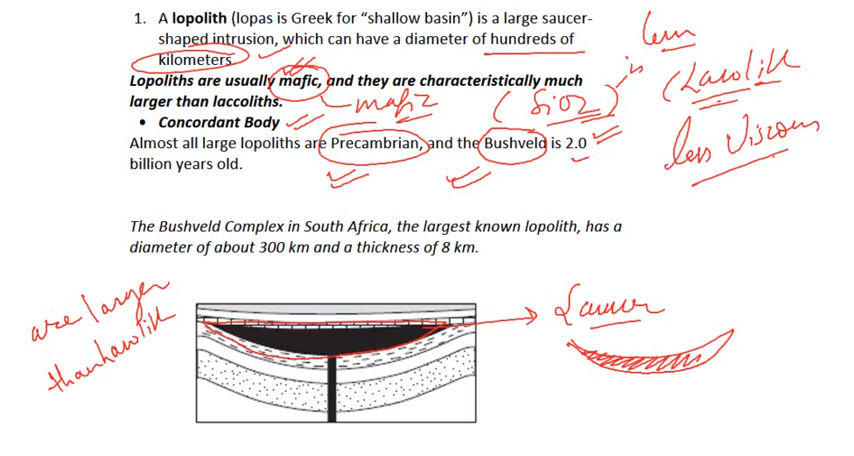 1. A lopolith (lopas is Greek for “shallow basin”) is a large saucer-
shaped intrusion, which can have a diameter of hundreds of
kilometers.
Lopoliths are usually mafic, and they are characteristically much
larger than laccoliths.
• Concordant Body
Almost all large lopoliths are Precambrian, and the Bushveld is 2.0
billion years old.
mafic
(SiO2)
in
less Viscous
The Bushveld Complex in South Africa, the largest known lopolith, has a
diameter of about 300 km and a thickness of 8 km.
are larger